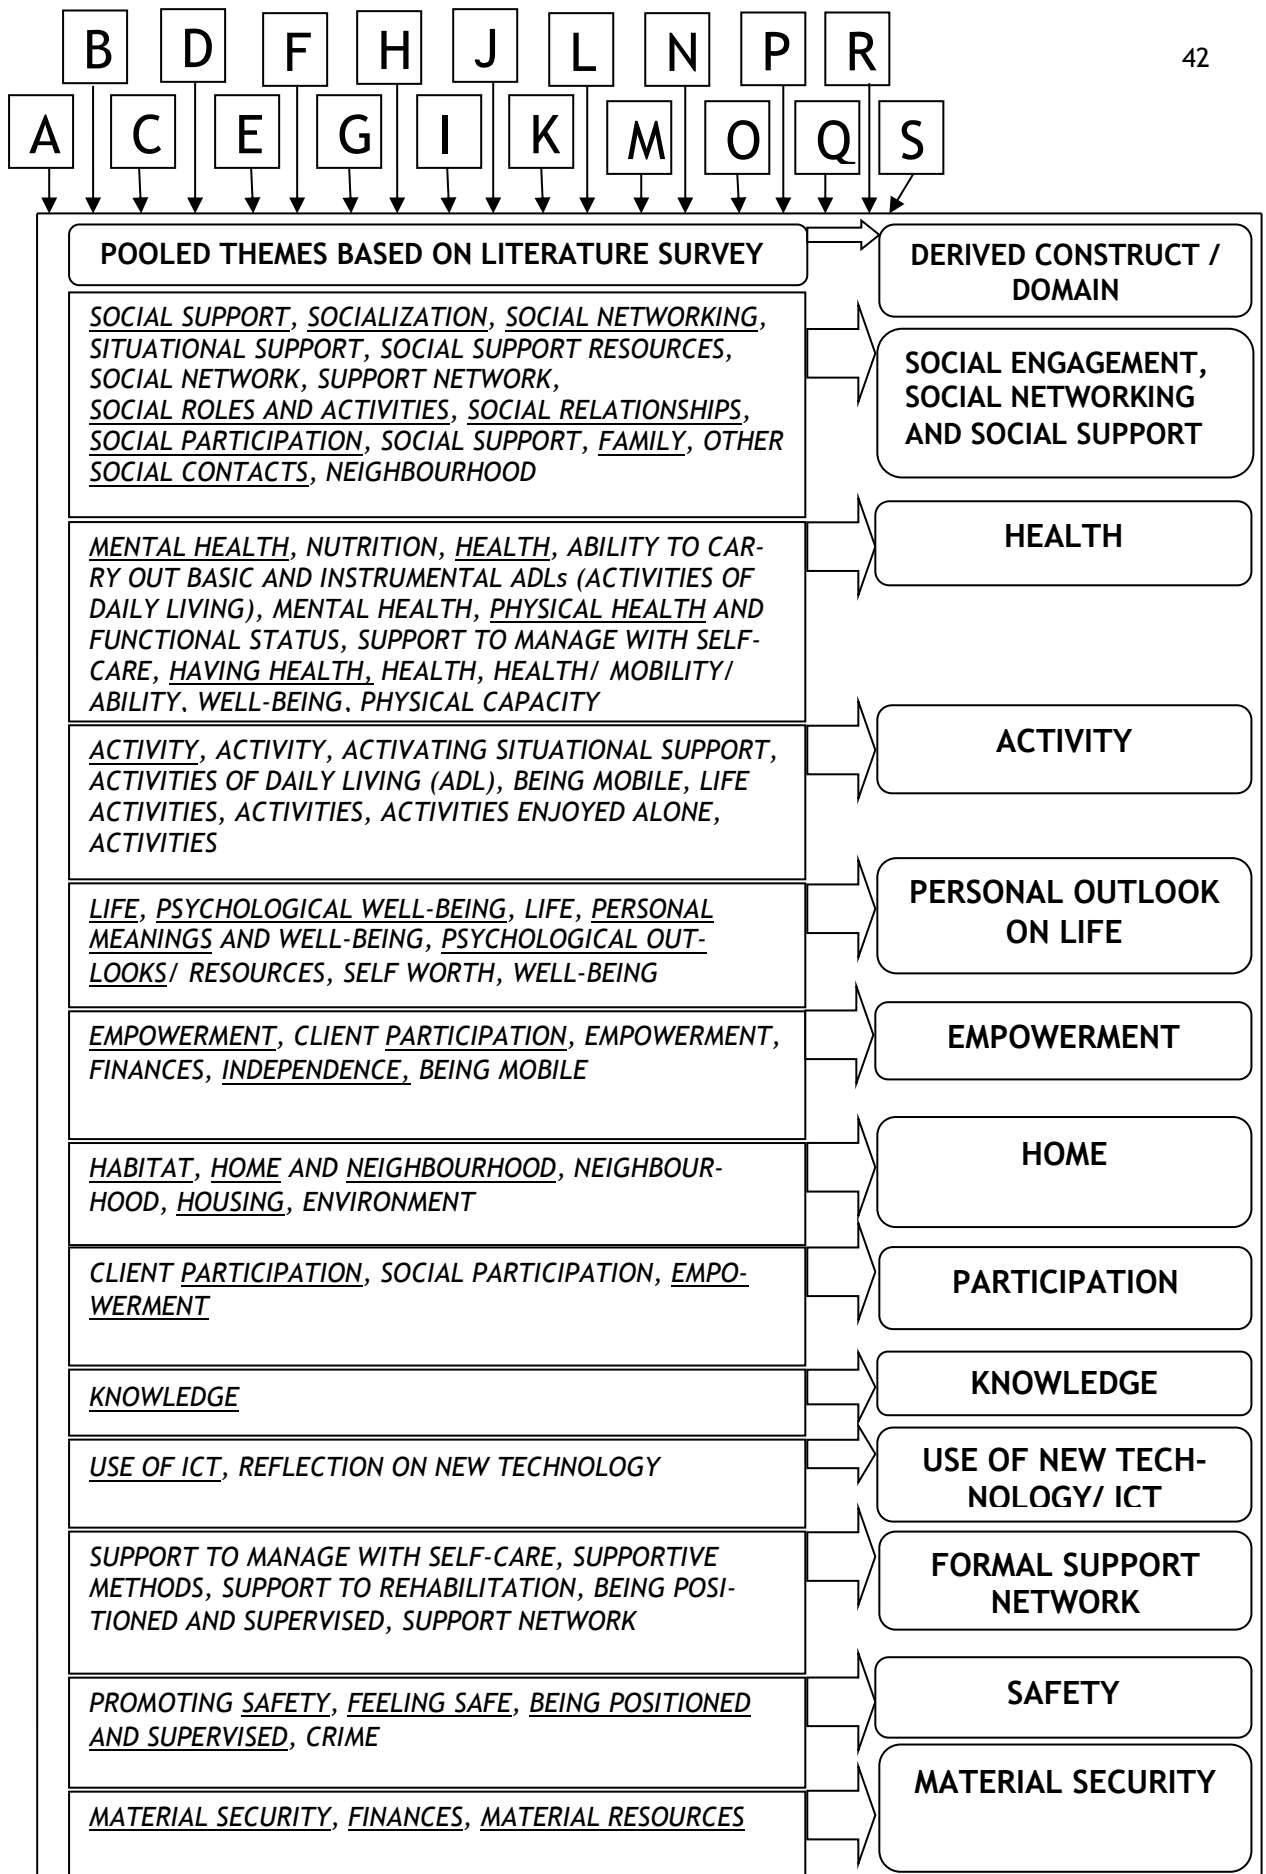 42
B D F H J L N P R
A C E G I K M O Q S
POOLED THEMES BASED ON LITERATURE SURVEY
DERIVED CONSTRUCT /
DOMAIN
SOCIAL SUPPORT, SOCIALIZATION, SOCIAL NETWORKING,
SITUATIONAL SUPPORT, SOCIAL SUPPORT RESOURCES,
SOCIAL NETWORK, SUPPORT NETWORK,
SOCIAL ROLES AND ACTIVITIES, SOCIAL RELATIONSHIPS,
SOCIAL PARTICIPATION, SOCIAL SUPPORT, FAMILY, OTHER
SOCIAL CONTACTS, NEIGHBOURHOOD
SOCIAL ENGAGEMENT,
SOCIAL NETWORKING
AND SOCIAL SUPPORT
MENTAL HEALTH, NUTRITION, HEALTH, ABILITY TO CAR-
RY OUT BASIC AND INSTRUMENTAL ADLs (ACTIVITIES OF
DAILY LIVING), MENTAL HEALTH, PHYSICAL HEALTH AND
FUNCTIONAL STATUS, SUPPORT TO MANAGE WITH SELF-
CARE, HAVING HEALTH, HEALTH, HEALTH/ MOBILITY/
ABILITY, WELL-BEING, PHYSICAL CAPACITY
HEALTH
ACTIVITY, ACTIVITY, ACTIVATING SITUATIONAL SUPPORT,
ACTIVITIES OF DAILY LIVING (ADL), BEING MOBILE, LIFE
ACTIVITIES, ACTIVITIES, ACTIVITIES ENJOYED ALONE,
ACTIVITIES
ACTIVITY
LIFE, PSYCHOLOGICAL WELL-BEING, LIFE, PERSONAL
MEANINGS AND WELL-BEING, PSYCHOLOGICAL OUT-
LOOKS/ RESOURCES, SELF WORTH, WELL-BEING
PERSONAL OUTLOOK
ON LIFE
EMPOWERMENT, CLIENT PARTICIPATION, EMPOWERMENT,
FINANCES, INDEPENDENCE, BEING MOBILE
EMPOWERMENT
HABITAT, HOME AND NEIGHBOURHOOD, NEIGHBOUR-
HOOD, HOUSING, ENVIRONMENT
HOME
CLIENT PARTICIPATION, SOCIAL PARTICIPATION, EMPO-
WERMENT
PARTICIPATION
KNOWLEDGE
KNOWLEDGE
USE OF ICT, REFLECTION ON NEW TECHNOLOGY
USE OF NEW TECH-
NOLOGY/ ICT
SUPPORT TO MANAGE WITH SELF-CARE, SUPPORTIVE
METHODS, SUPPORT TO REHABILITATION, BEING POSI-
TIONED AND SUPERVISED, SUPPORT NETWORK
FORMAL SUPPORT
NETWORK
PROMOTING SAFETY, FEELING SAFE, BEING POSITIONED
AND SUPERVISED, CRIME
SAFETY
MATERIAL SECURITY, FINANCES, MATERIAL RESOURCES
MATERIAL SECURITY